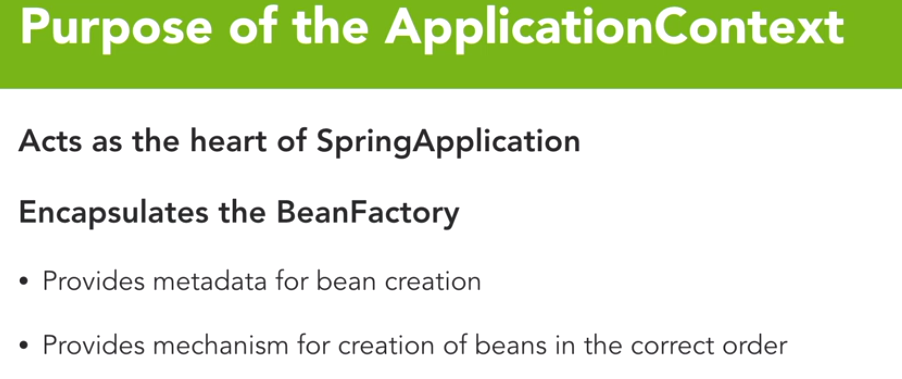 Purpose of the ApplicationContext
Acts as the heart of SpringApplication
Encapsulates the BeanFactory
• Provides metadata for bean creation
• Provides mechanism for creation of beans in the correct order